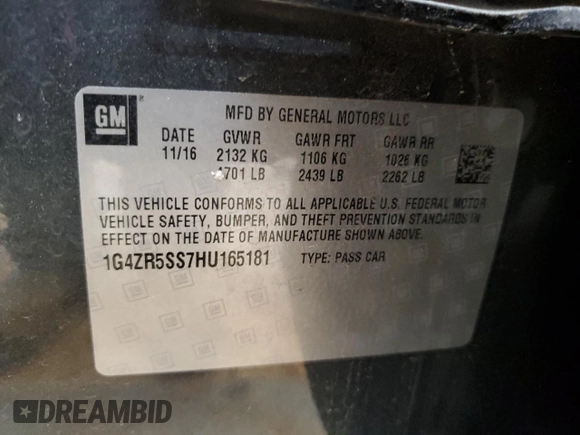 GM
MFD BY GENERAL MOTORS LLC
DATE GVWR GAWR FRT GAWR RR
11/16 2132 KG 1106 KG 1026 KG
4701 LB 2439 LB 2262 LB
THIS VEHICLE CONFORMS TO ALL APPLICABLE U.S. FEDERAL MOTOR
VEHICLE SAFETY, BUMPER, AND THEFT PREVENTION STANDARDS IN
EFFECT ON THE DATE OF MANUFACTURE SHOWN ABOVE.
1G4ZR5SS7HU165181 TYPE: PASS CAR
DREAMBID